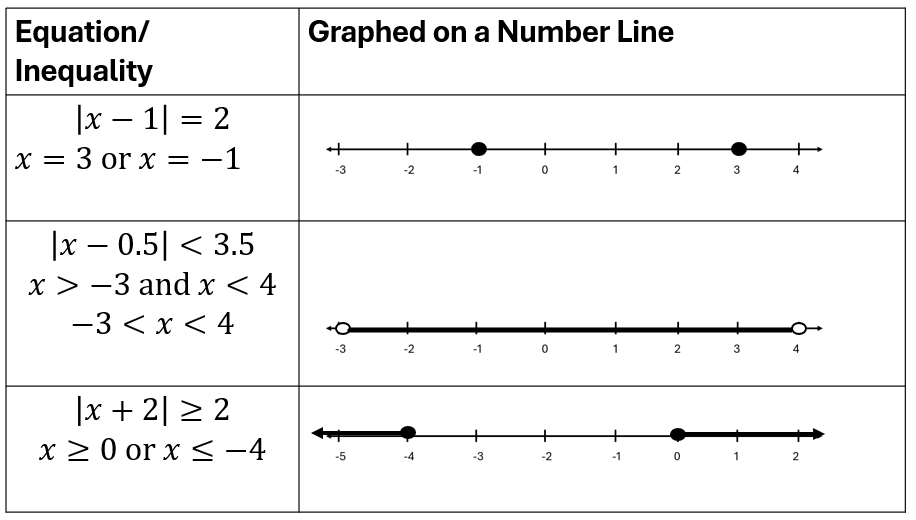 Equation/
Inequality
Graphed on a Number Line
|x − 1| = 2
x = 3 or x = −1
-3 -2 -1 0 1 2 3 4
|x − 0.5| < 3.5
x > −3 and x < 4
−3 < x < 4
-3 -2 -1 0 1 2 3 4
|x + 2| ≥ 2
x ≥ 0 or x ≤ −4
-5 -4 -3 -2 -1 0 1 2